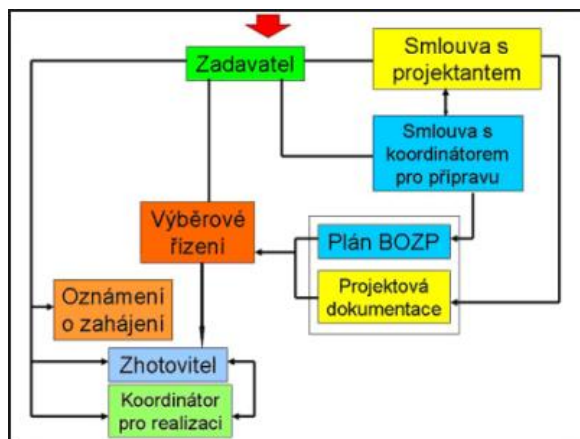 Zadavatel
Smlouva s
projektantem
Smlouva s
koordinátorem
pro přípravu
Výběrové
řízení
Plán BOZP
Projektová
dokumentace
Oznámení
o zahájení
Zhotovitel
Koordinátor
pro realizaci